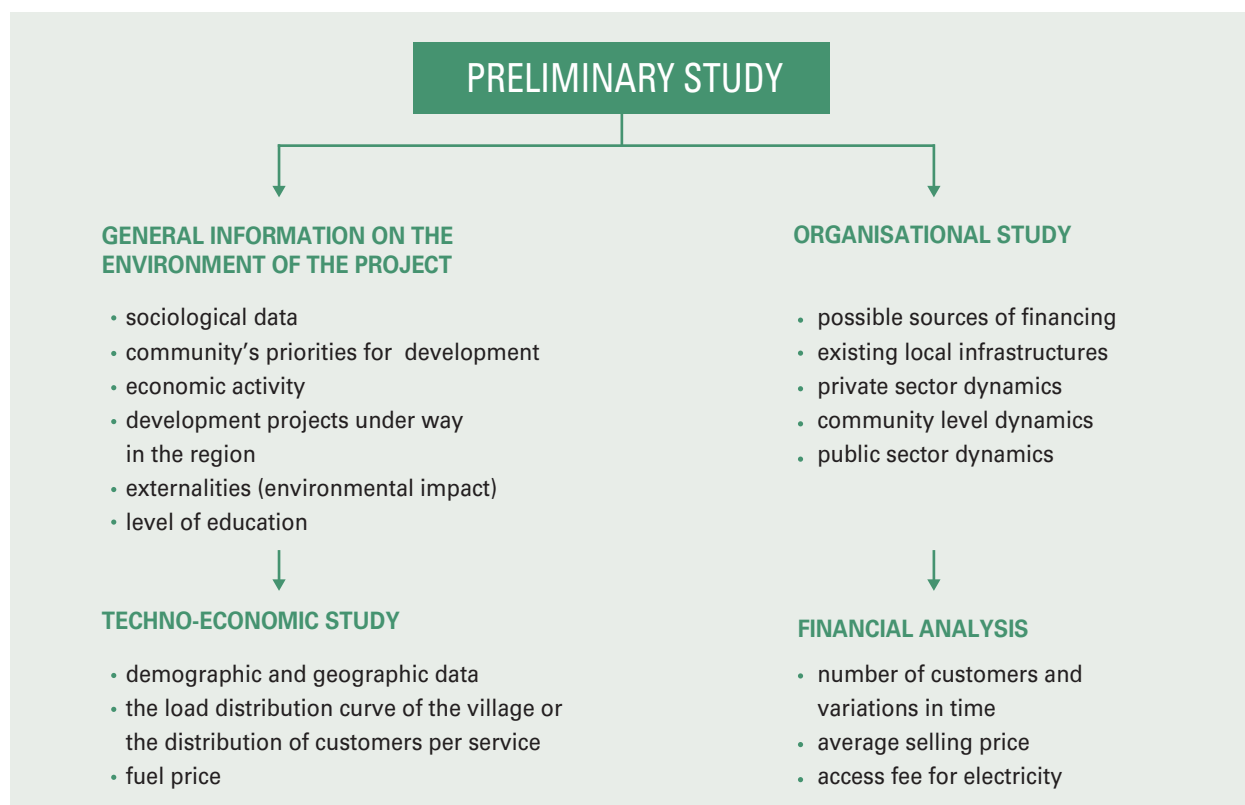 PRELIMINARY STUDY
GENERAL INFORMATION ON THE
ENVIRONMENT OF THE PROJECT
• sociological data
• community’s priorities for development
• economic activity
• development projects under way
in the region
• externalities (environmental impact)
• level of education
ORGANISATIONAL STUDY
• possible sources of financing
• existing local infrastructures
• private sector dynamics
• community level dynamics
• public sector dynamics
TECHNO-ECONOMIC STUDY
• demographic and geographic data
• the load distribution curve of the village or
the distribution of customers per service
• fuel price
FINANCIAL ANALYSIS
• number of customers and
variations in time
• average selling price
• access fee for electricity